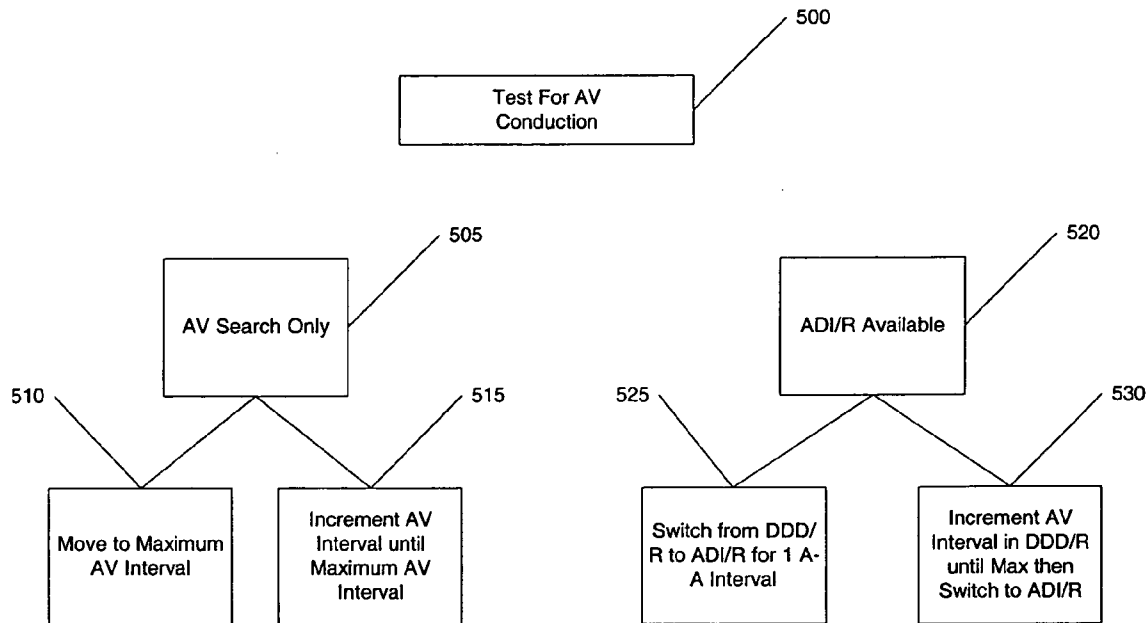 500
Test For AV
Conduction
505
AV Search Only
520
ADI/R Available
510
515
525
530
Move to Maximum
AV Interval
Increment AV
Interval until
Maximum AV
Interval
Switch from DDD/
R to ADI/R for 1 A-
A Interval
Increment AV
Interval in DDD/R
until Max then
Switch to ADI/R